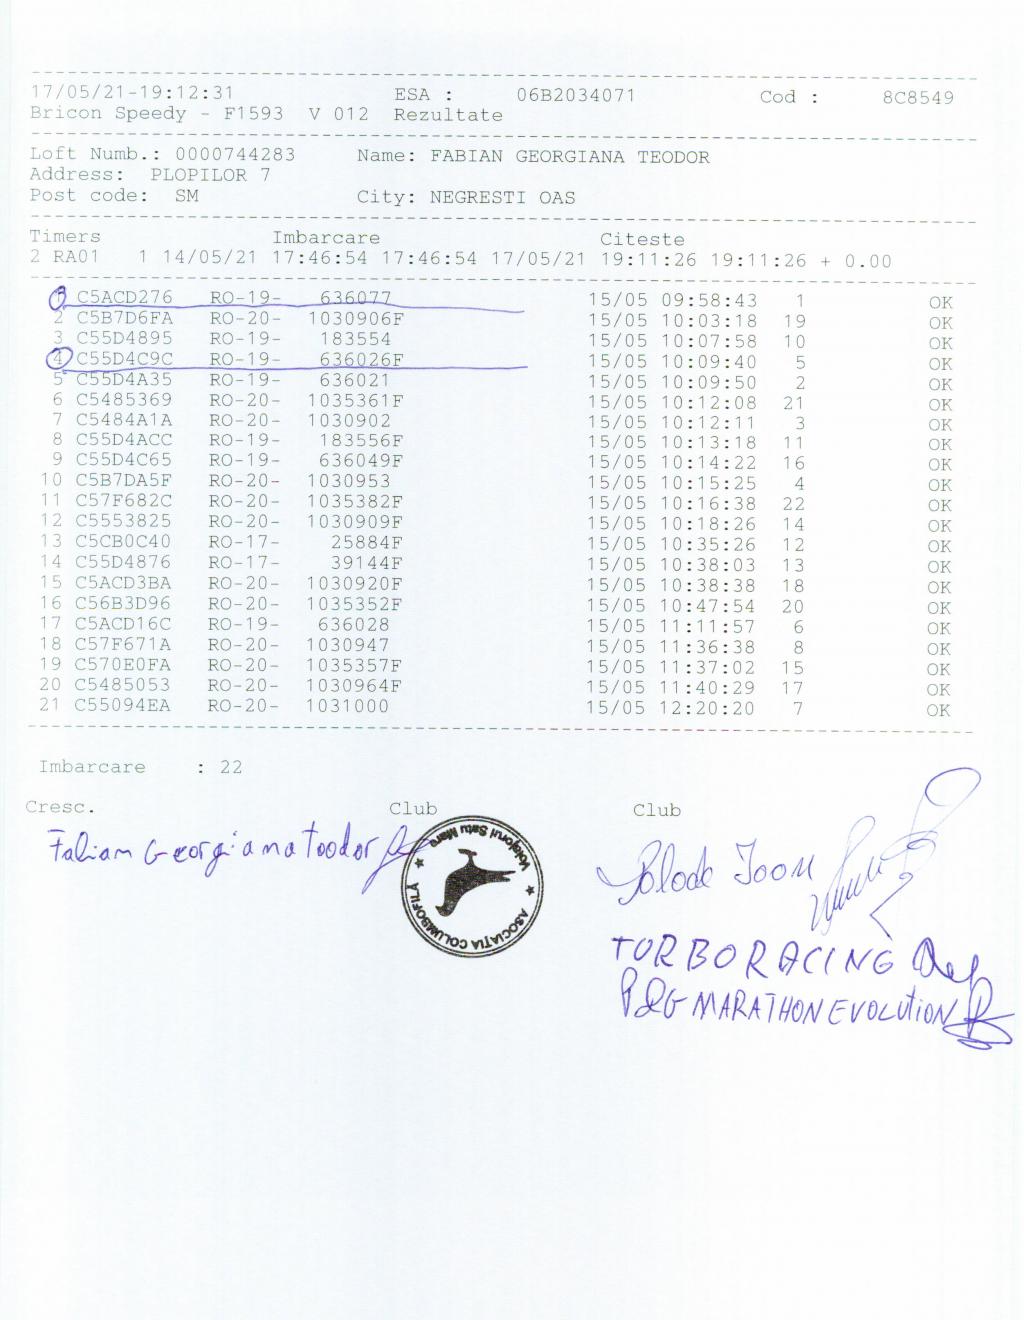 17/05/21-19:12:31 ESA : 06B2034071 Cod : 8C8549
Bricon Speedy - F1593 V 012 Rezultate
Loft Numb.: 0000744283 Name: FABIAN GEORGIANA TEODOR
Address: PLOPILOR 7
Post code: SM City: NEGRESTI OAS
Timers Imbarcare Citeste
2 RA01 1 14/05/21 17:46:54 17:46:54 17/05/21 19:11:26 19:11:26 + 0.00
1 C5ACD276 RO-19- 636077 15/05 09:58:43 1 OK
2 C5B7D6FA RO-20- 1030906F 15/05 10:03:18 19 OK
3 C55D4895 RO-19- 183554 15/05 10:07:58 10 OK
4 C55D4C9C RO-19- 636026F 15/05 10:09:40 5 OK
5 C55D4A35 RO-19- 636021 15/05 10:09:50 2 OK
6 C5485369 RO-20- 1035361F 15/05 10:12:08 21 OK
7 C5484A1A RO-20- 1030902 15/05 10:12:11 3 OK
8 C55D4ACC RO-19- 183556F 15/05 10:13:18 11 OK
9 C55D4C65 RO-19- 636049F 15/05 10:14:22 16 OK
10 C5B7DA5F RO-20- 1030953 15/05 10:15:25 4 OK
11 C57F682C RO-20- 1035382F 15/05 10:16:38 22 OK
12 C5553825 RO-20- 1030909F 15/05 10:18:26 14 OK
13 C5CB0C40 RO-17- 25884F 15/05 10:35:26 12 OK
14 C55D4876 RO-17- 39144F 15/05 10:38:03 13 OK
15 C5ACD3BA RO-20- 1030920F 15/05 10:38:38 18 OK
16 C56B3D96 RO-20- 1035352F 15/05 10:47:54 20 OK
17 C5ACD16C RO-19- 636028 15/05 11:11:57 6 OK
18 C57F671A RO-20- 1030947 15/05 11:36:38 8 OK
19 C570E0FA RO-20- 1035357F 15/05 11:37:02 15 OK
20 C5485053 RO-20- 1030964F 15/05 11:40:29 17 OK
21 C55094EA RO-20- 1031000 15/05 12:20:20 7 OK
Imbarcare : 22
Cresc. Club Club
Fabian Georgiana Teodor
ASOCIATIA COLUMBOFILA Voiajorul Satu Mare
TURBO RACING
MARATHON EVOLUTION